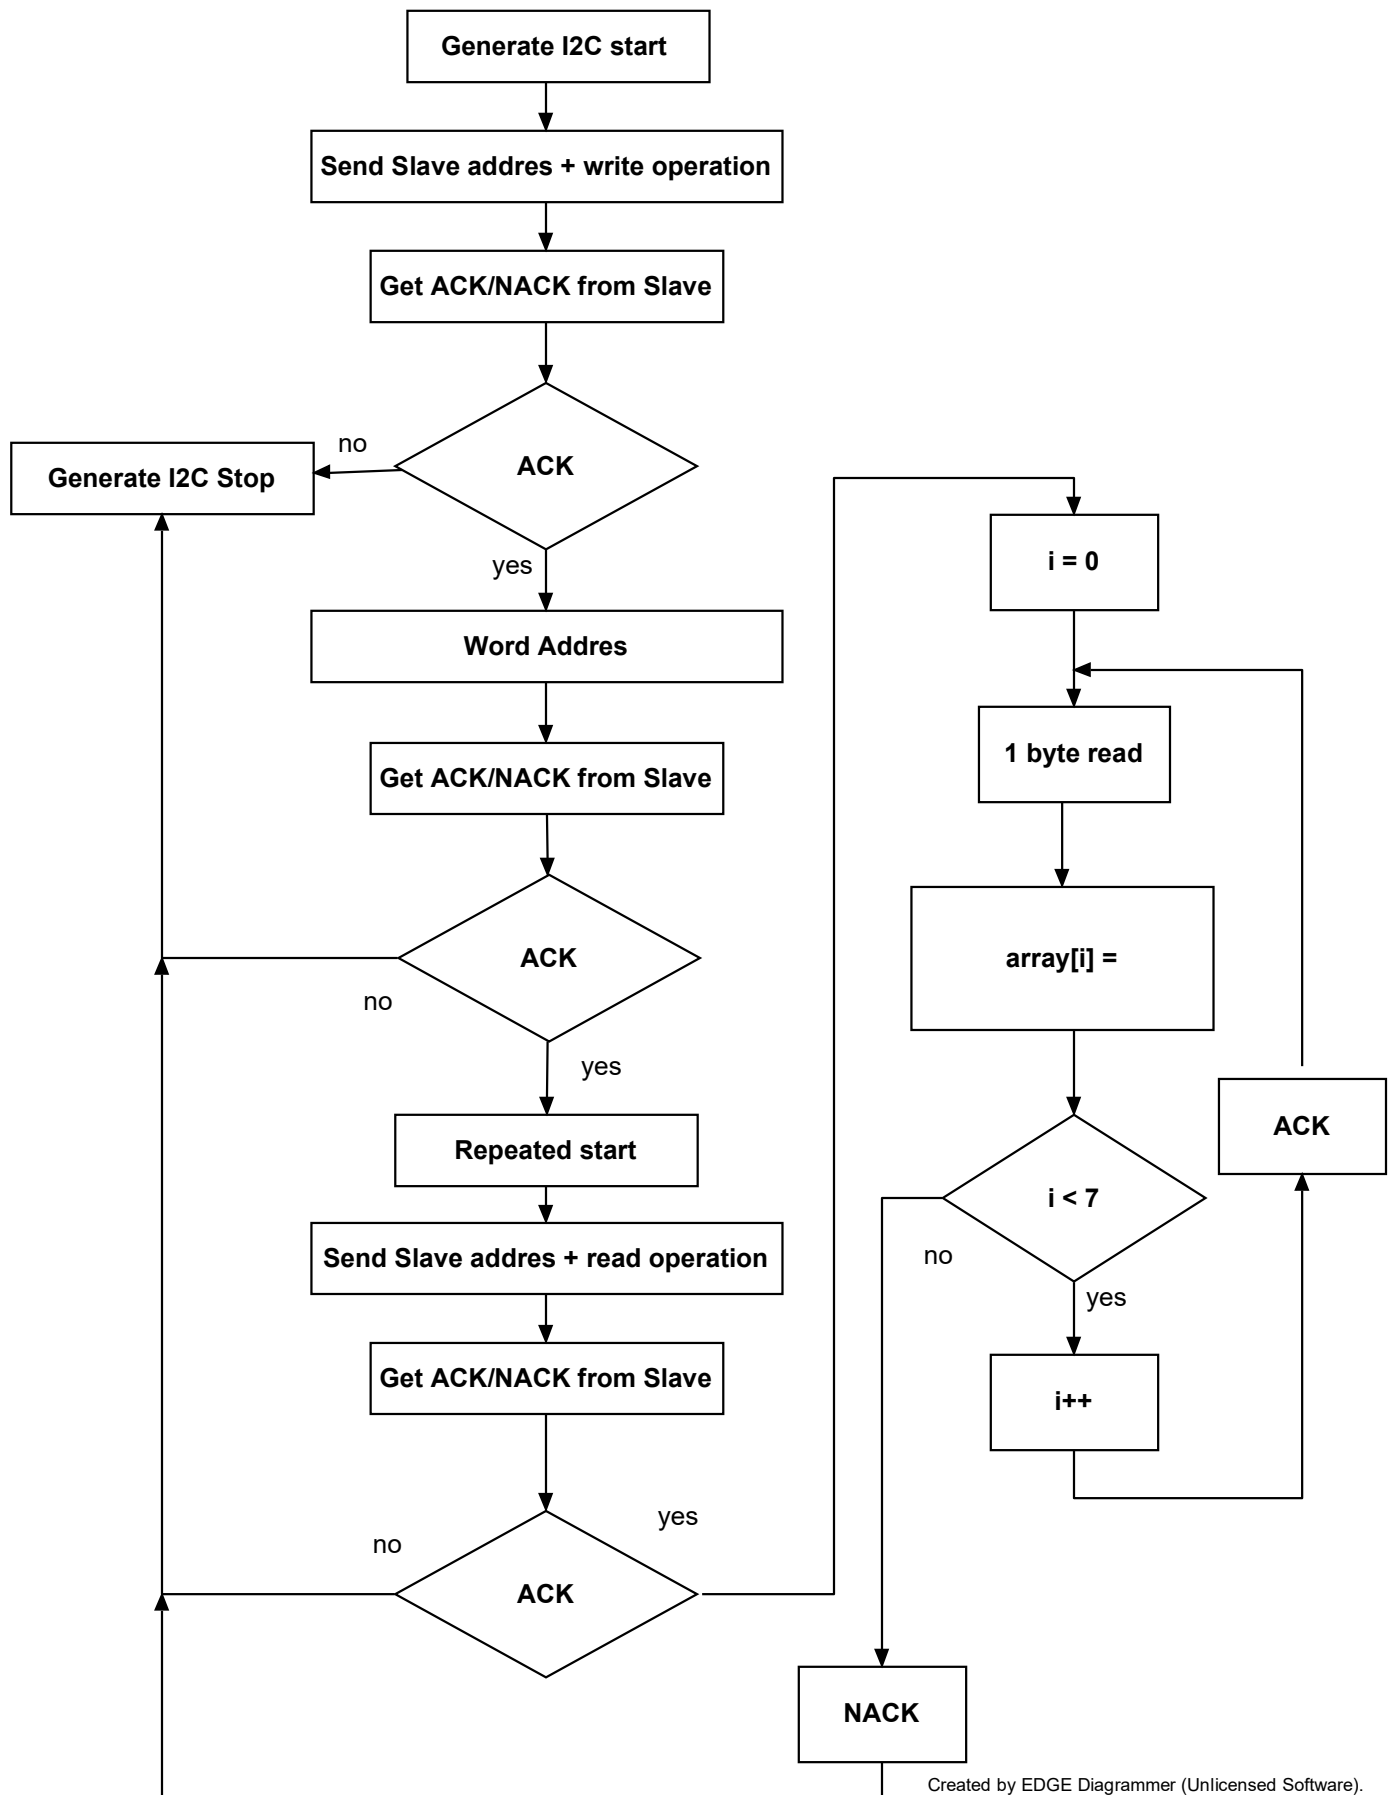 Generate I2C start
Send Slave addres + write operation
Get ACK/NACK from Slave
ACK
no
Generate I2C Stop
yes
Word Addres
Get ACK/NACK from Slave
ACK
no
yes
Repeated start
Send Slave addres + read operation
Get ACK/NACK from Slave
ACK
no
yes
i = 0
1 byte read
array[i] =
i < 7
no
yes
i++
ACK
NACK
Created by EDGE Diagrammer (Unlicensed Software).